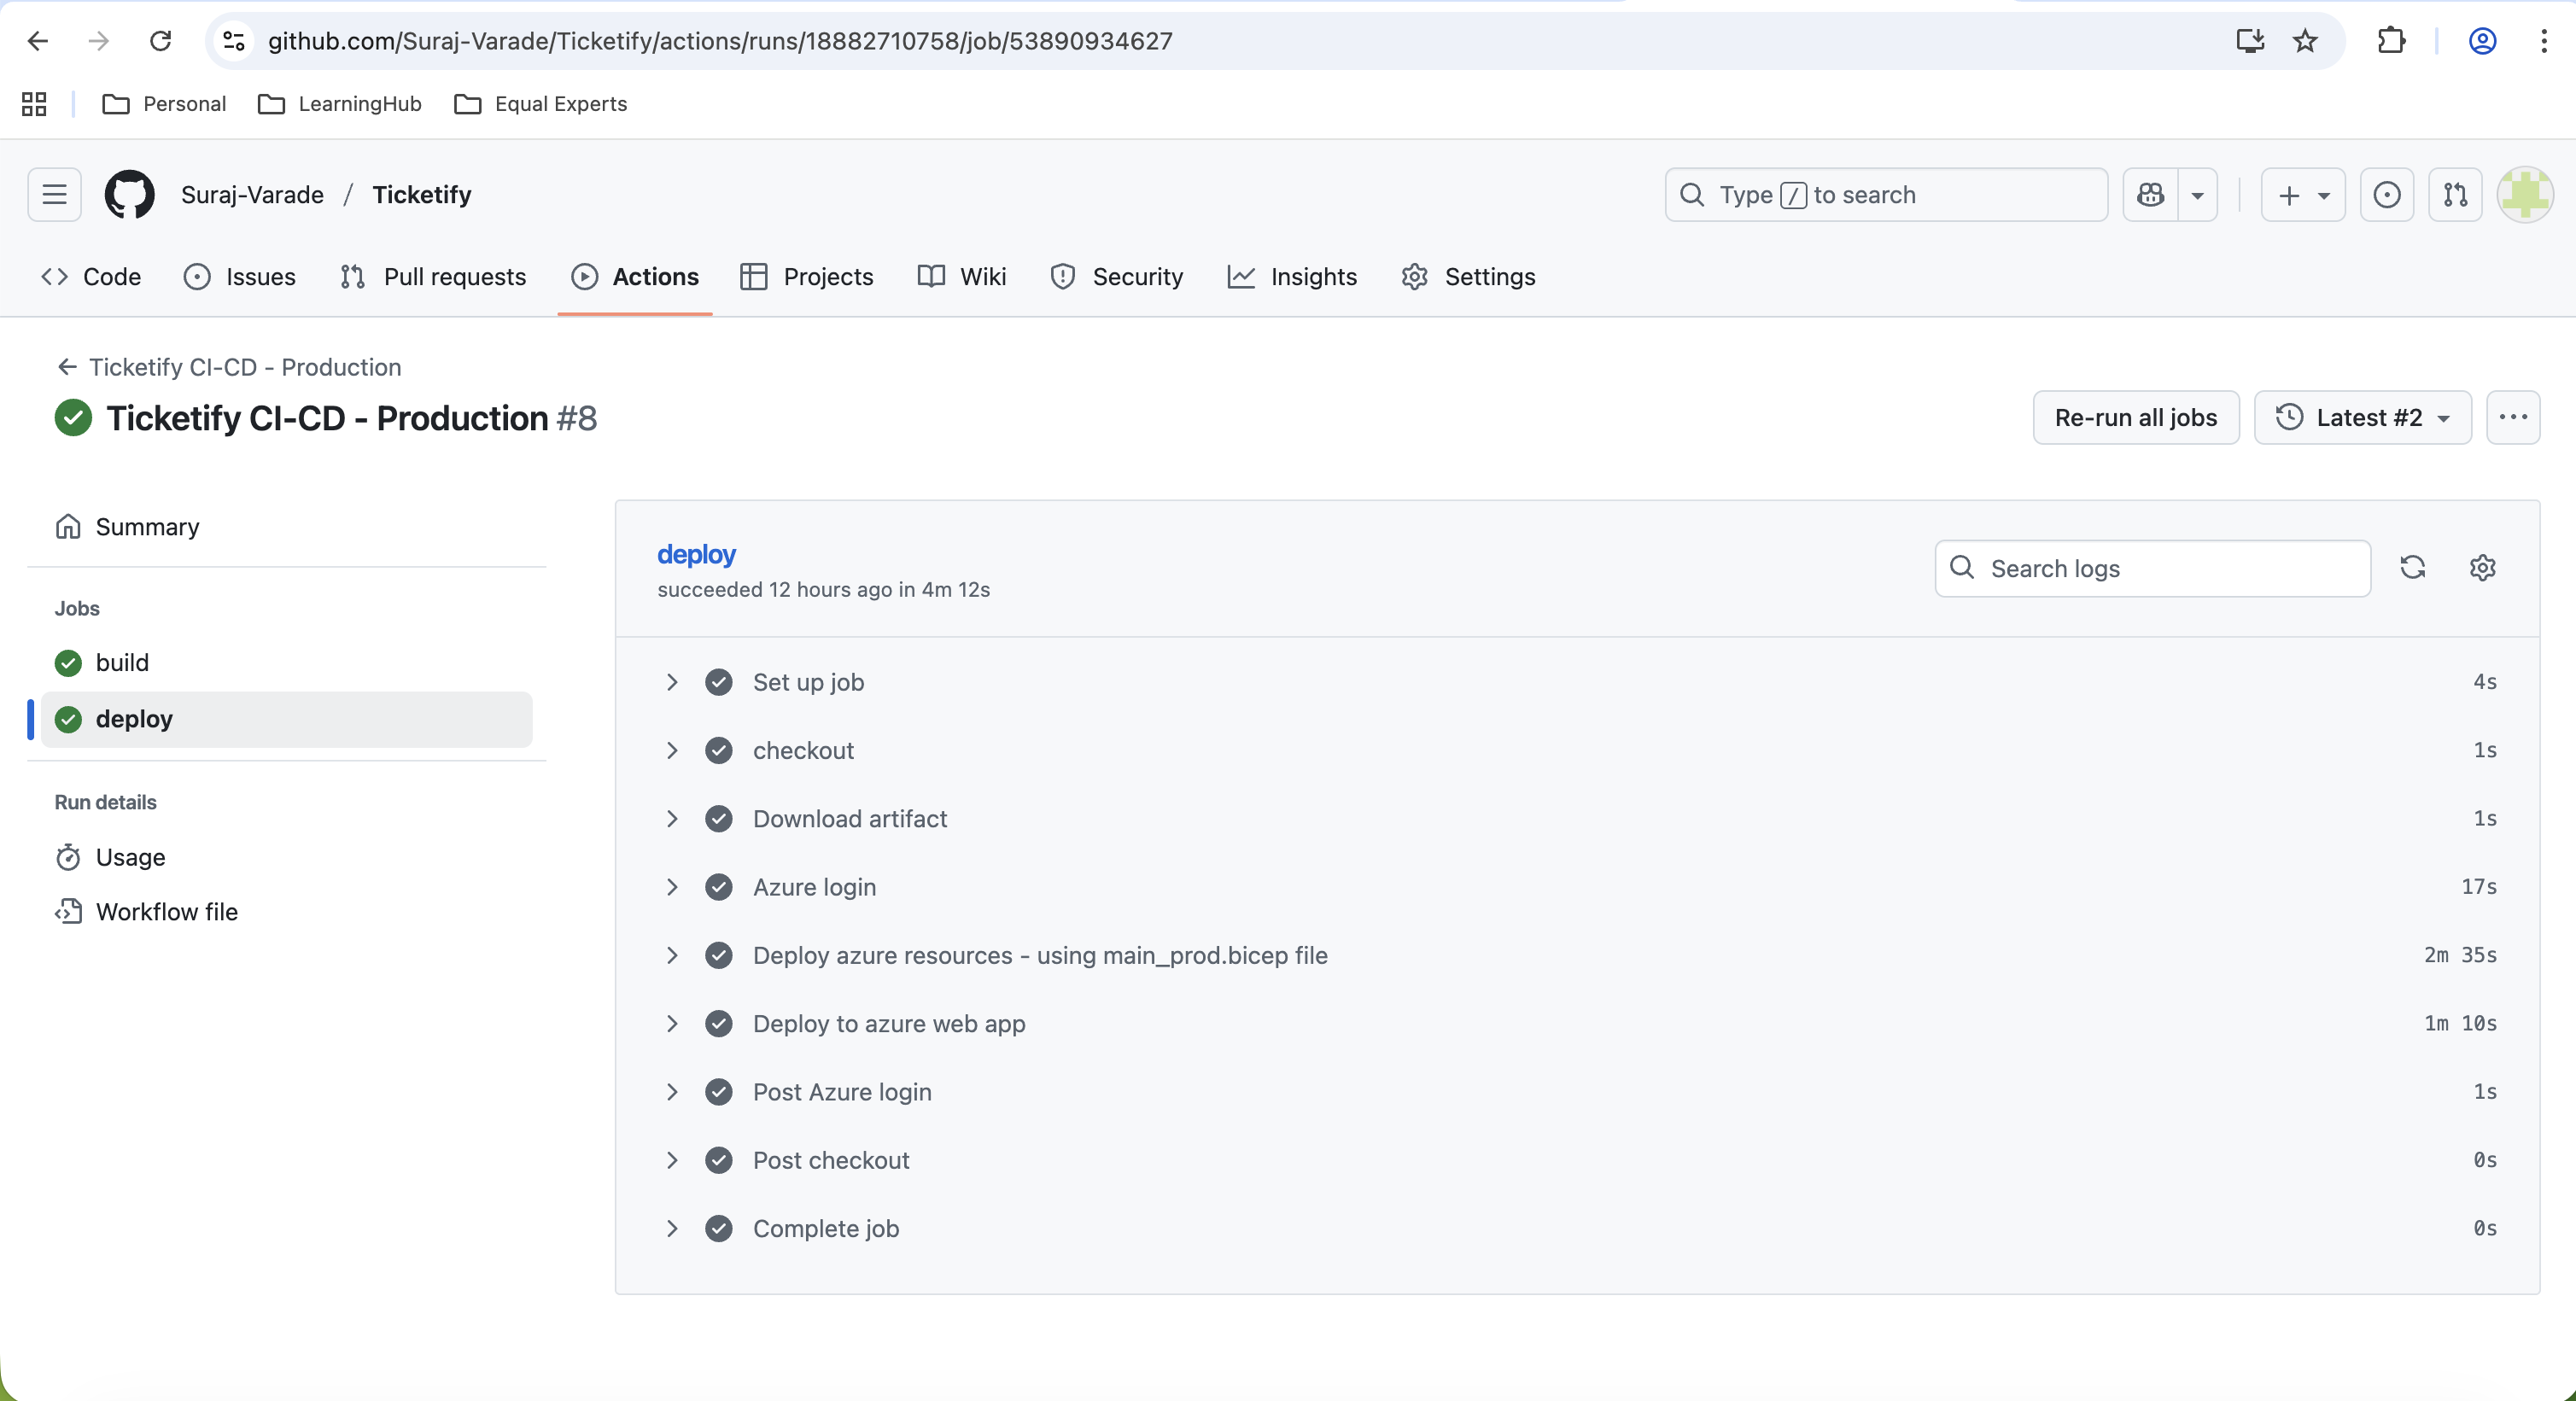 github.com/Suraj-Varade/Ticketify/actions/runs/18882710758/job/53890934627
Personal LearningHub Equal Experts
Suraj-Varade / Ticketify Type / to search
Code Issues Pull requests Actions Projects Wiki Security Insights Settings
Ticketify CI-CD - Production
Ticketify CI-CD - Production #8 Re-run all jobs Latest #2
Summary
Jobs
build
deploy
Run details
Usage
Workflow file
deploy
succeeded 12 hours ago in 4m 12s
Search logs
Set up job 4s
checkout 1s
Download artifact 1s
Azure login 17s
Deploy azure resources - using main_prod.bicep file 2m 35s
Deploy to azure web app 1m 10s
Post Azure login 1s
Post checkout 0s
Complete job 0s